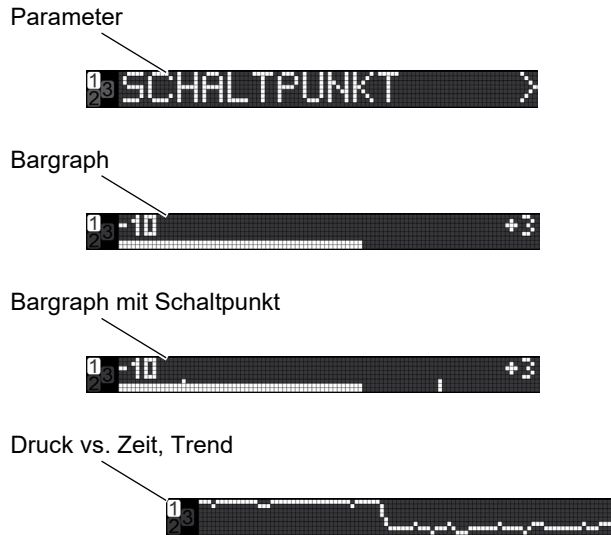 Parameter
1 2 3 SCHALTPUNKT >
Bargraph
1 2 3 -10 +3
Bargraph mit Schaltpunkt
1 2 3 -10 +3
Druck vs. Zeit, Trend
1 2 3